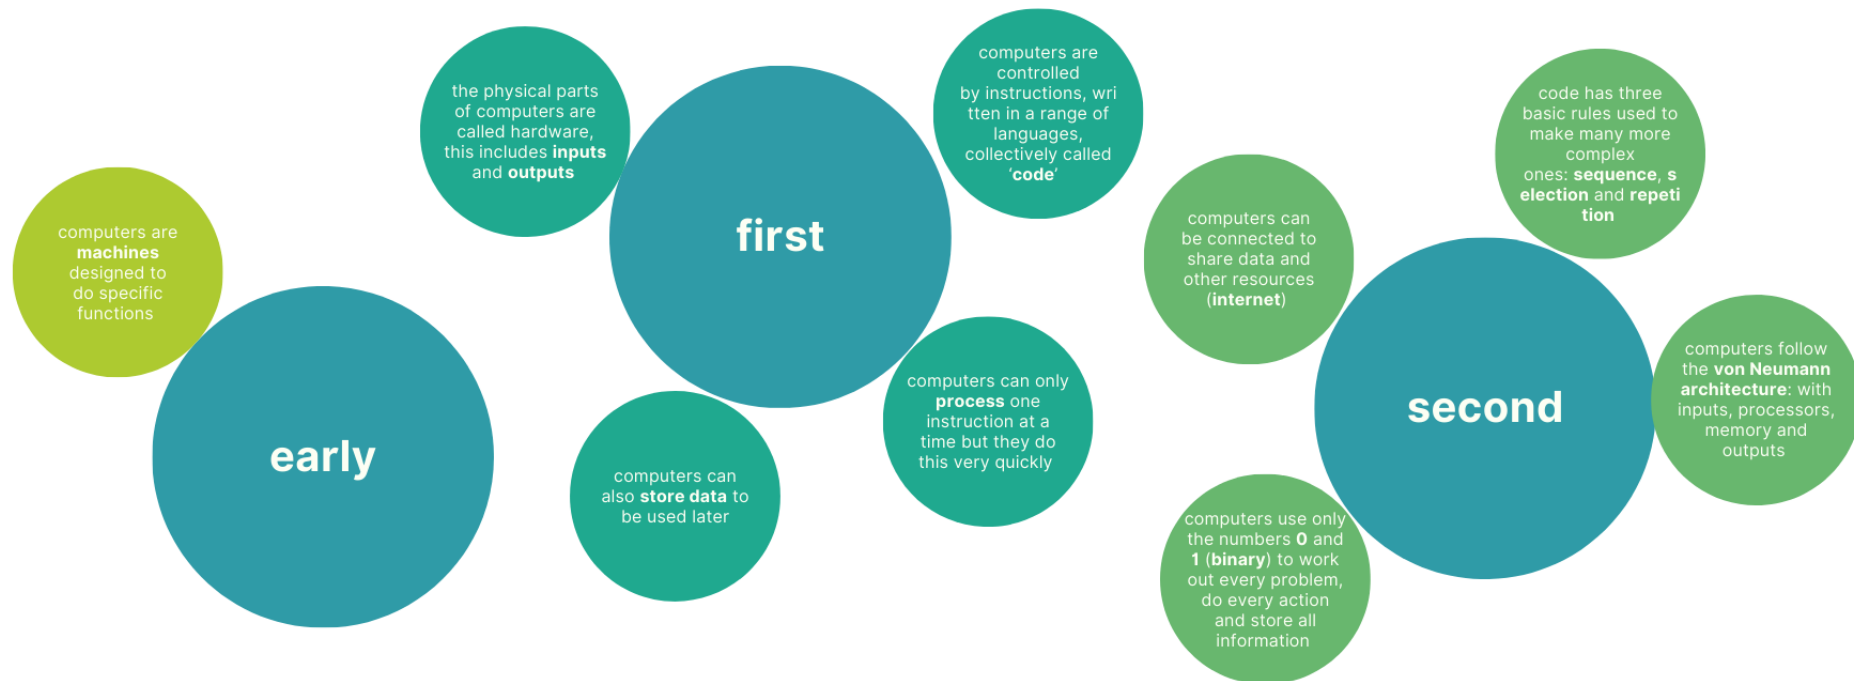 computers are
machines
designed to
do specific
functions
early
the physical parts
of computers are
called hardware,
this includes inputs
and outputs
first
computers are
controlled
by instructions, wri
tten in a range of
languages,
collectively called
‘code’
computers can
also store data to
be used later
computers can only
process one
instruction at a
time but they do
this very quickly
computers can
be connected to
share data and
other resources
(internet)
second
code has three
basic rules used to
make many more
complex
ones: sequence, s
election and repeti
tion
computers follow
the von Neumann
architecture: with
inputs, processors,
memory and
outputs
computers use only
the numbers 0 and
1 (binary) to work
out every problem,
do every action
and store all
information